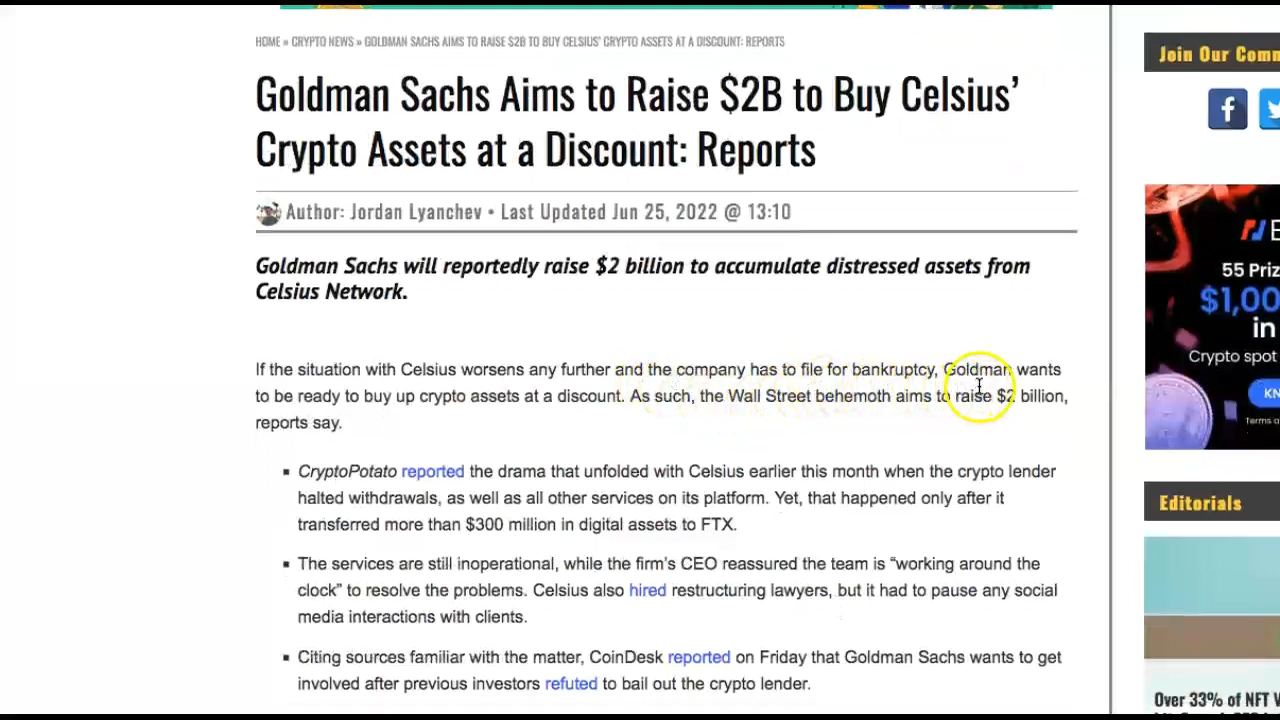 HOME » CRYPTO NEWS » GOLDMAN SACHS AIMS TO RAISE $2B TO BUY CELSIUS' CRYPTO ASSETS AT A DISCOUNT: REPORTS
Goldman Sachs Aims to Raise $2B to Buy Celsius'
Crypto Assets at a Discount: Reports
Author: Jordan Lyanchev • Last Updated Jun 25, 2022 @ 13:10
Goldman Sachs will reportedly raise $2 billion to accumulate distressed assets from
Celsius Network.
If the situation with Celsius worsens any further and the company has to file for bankruptcy, Goldman wants
to be ready to buy up crypto assets at a discount. As such, the Wall Street behemoth aims to raise $2 billion,
reports say.
▪ CryptoPotato reported the drama that unfolded with Celsius earlier this month when the crypto lender
halted withdrawals, as well as all other services on its platform. Yet, that happened only after it
transferred more than $300 million in digital assets to FTX.
▪ The services are still inoperational, while the firm's CEO reassured the team is “working around the
clock” to resolve the problems. Celsius also hired restructuring lawyers, but it had to pause any social
media interactions with clients.
▪ Citing sources familiar with the matter, CoinDesk reported on Friday that Goldman Sachs wants to get
involved after previous investors refuted to bail out the crypto lender.
Join Our Comm
f
55 Priz
$1,00
in
Crypto spot
KN
Terms a
Editorials
Over 33% of NFT V